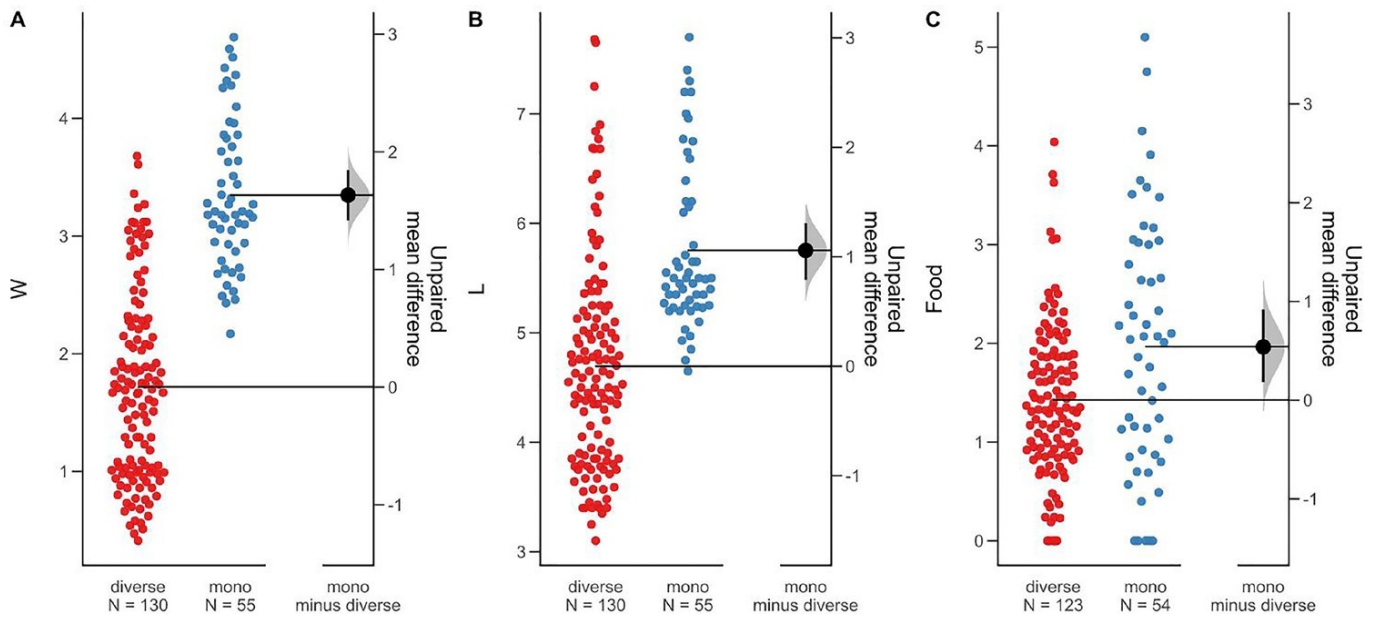 A
W
4
3
2
1
3
2
1
0
-1
Unpaired
mean difference
diverse
N = 130
mono
N = 55
mono
minus diverse
B
L
7
6
5
4
3
3
2
1
0
-1
Unpaired
mean difference
diverse
N = 130
mono
N = 55
mono
minus diverse
C
Food
5
4
3
2
1
0
3
2
1
0
-1
Unpaired
mean difference
diverse
N = 123
mono
N = 54
mono
minus diverse